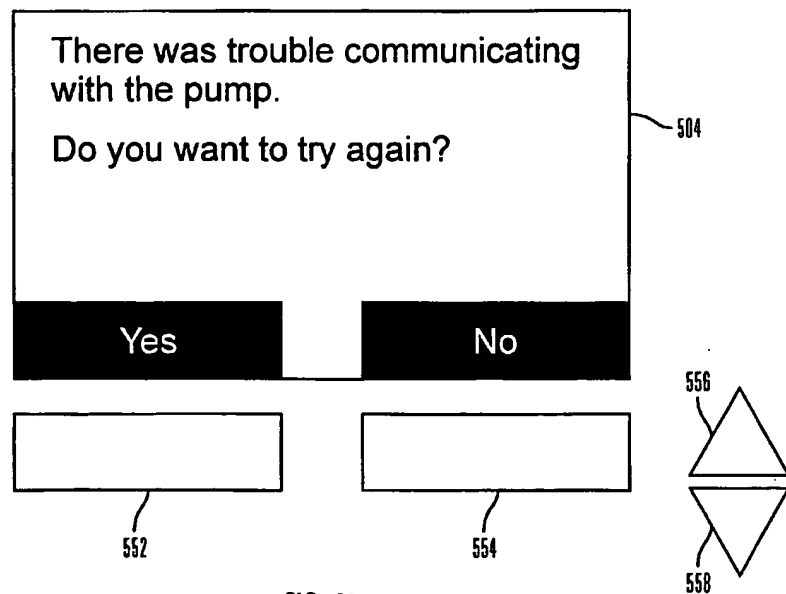 There was trouble communicating
with the pump.
Do you want to try again?
504
Yes No
556
552 554
558